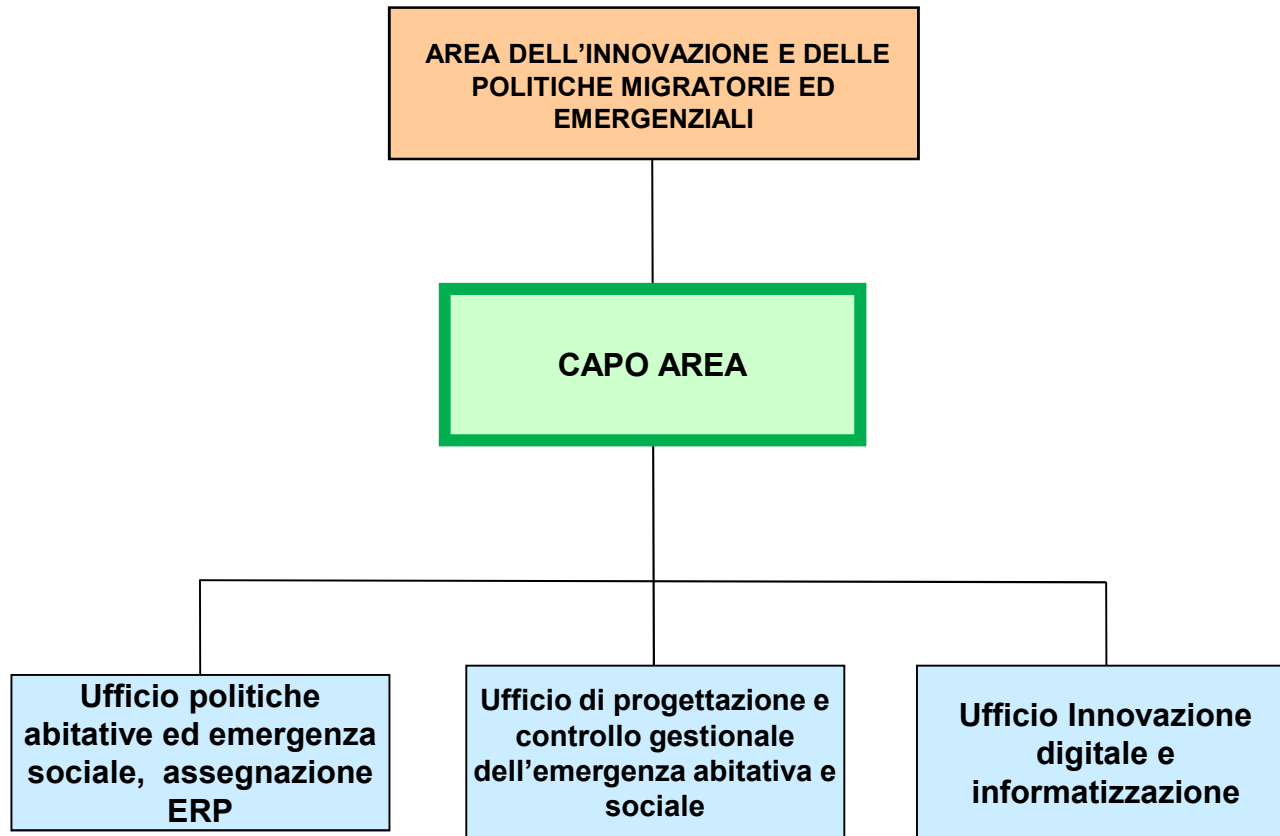 AREA DELL’INNOVAZIONE E DELLE
POLITICHE MIGRATORIE ED
EMERGENZIALI
CAPO AREA
Ufficio politiche
abitative ed emergenza
sociale, assegnazione
ERP
Ufficio di progettazione e
controllo gestionale
dell’emergenza abitativa e
sociale
Ufficio Innovazione
digitale e
informatizzazione